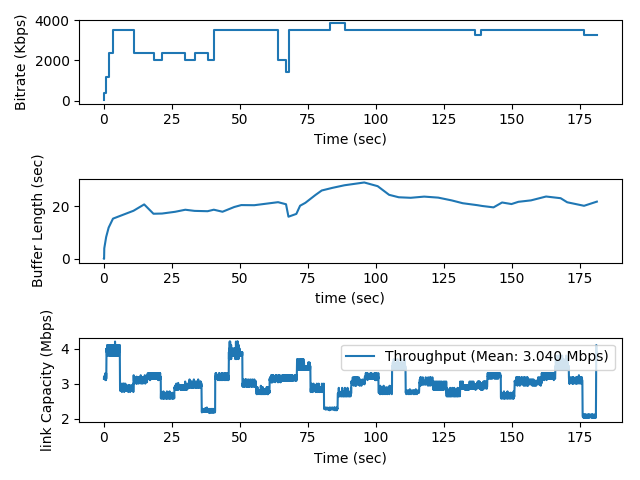 Bitrate (Kbps)
4000
2000
0
0 25 50 75 100 125 150 175
Time (sec)
Buffer Length (sec)
20
0
0 25 50 75 100 125 150 175
time (sec)
link Capacity (Mbps)
4
3
2
Throughput (Mean: 3.040 Mbps)
0 25 50 75 100 125 150 175
Time (sec)